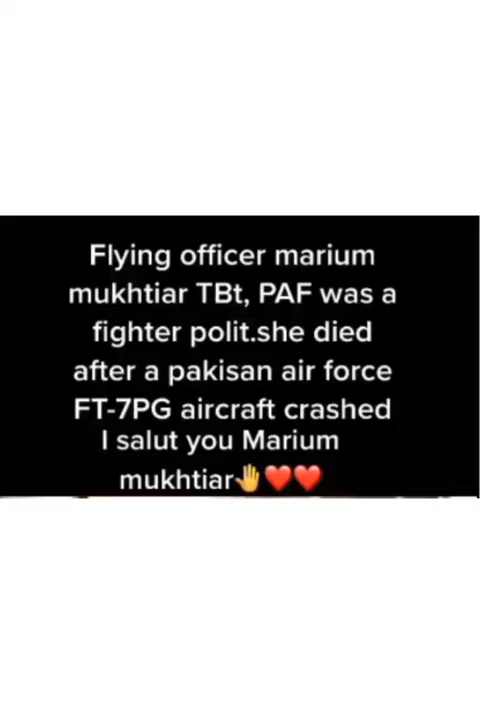 Flying officer marium
mukhtiar TBt, PAF was a
fighter polit.she died
after a pakisan air force
FT-7PG aircraft crashed
I salut you Marium
mukhtiar🤚❤️❤️